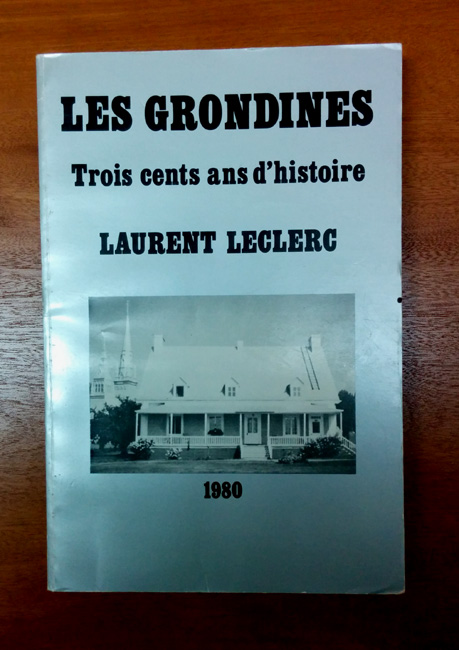 LES GRONDINES
Trois cents ans d'histoire
LAURENT LECLERC
1980